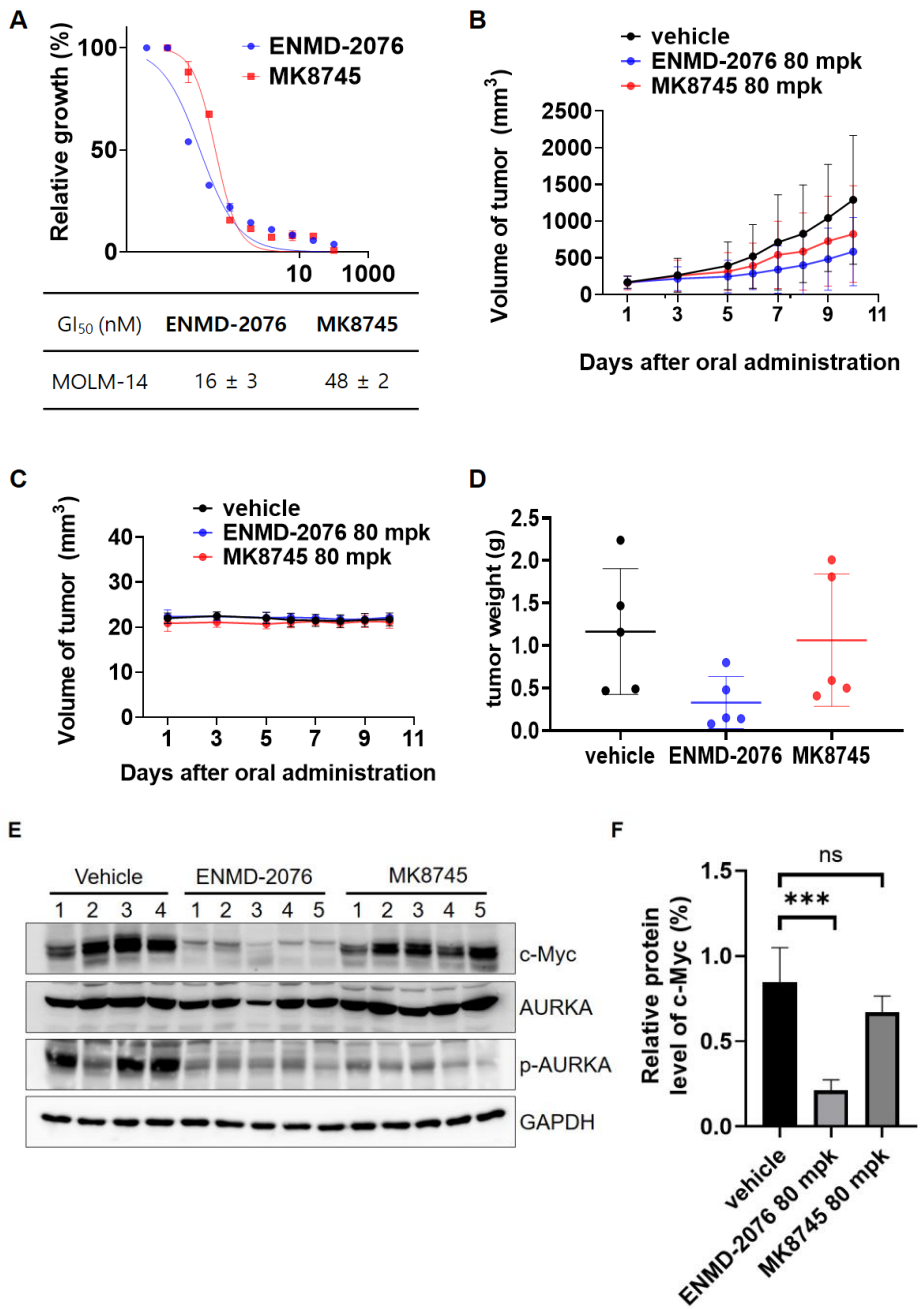 A
Relative growth (%)
100
50
0
10 1000
ENMD-2076
MK8745
GI50 (nM) ENMD-2076 MK8745
MOLM-14 16 ± 3 48 ± 2
B
vehicle
ENMD-2076 80 mpk
MK8745 80 mpk
Volume of tumor (mm3)
2500
2000
1500
1000
500
0
1 3 5 7 9 11
Days after oral administration
C
vehicle
ENMD-2076 80 mpk
MK8745 80 mpk
Volume of tumor (mm3)
40
30
20
10
0
1 3 5 7 9 11
Days after oral administration
D
tumor weight (g)
2.5
2.0
1.5
1.0
0.5
0.0
vehicle ENMD-2076 MK8745
E
Vehicle ENMD-2076 MK8745
1 2 3 4 1 2 3 4 5 1 2 3 4 5
c-Myc
AURKA
p-AURKA
GAPDH
F
Relative protein
level of c-Myc (%)
1.5
1.0
0.5
0.0
ns
***
vehicle
ENMD-2076 80 mpk
MK8745 80 mpk